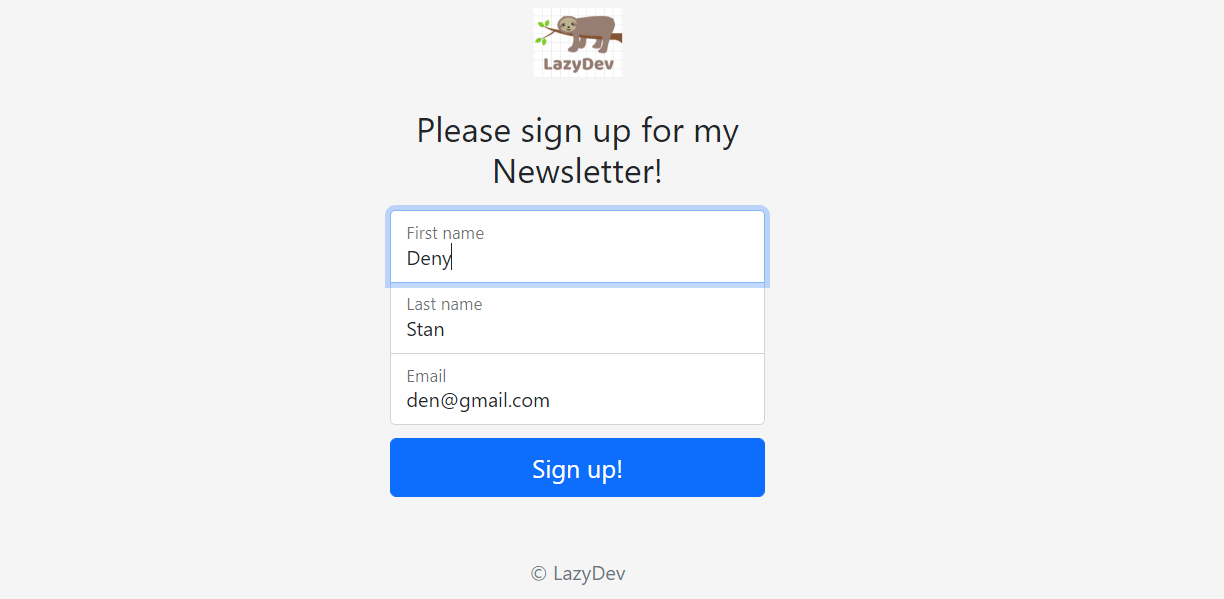 LazyDev
Please sign up for my
Newsletter!
First name
Deny
Last name
Stan
Email
den@gmail.com
Sign up!
© LazyDev